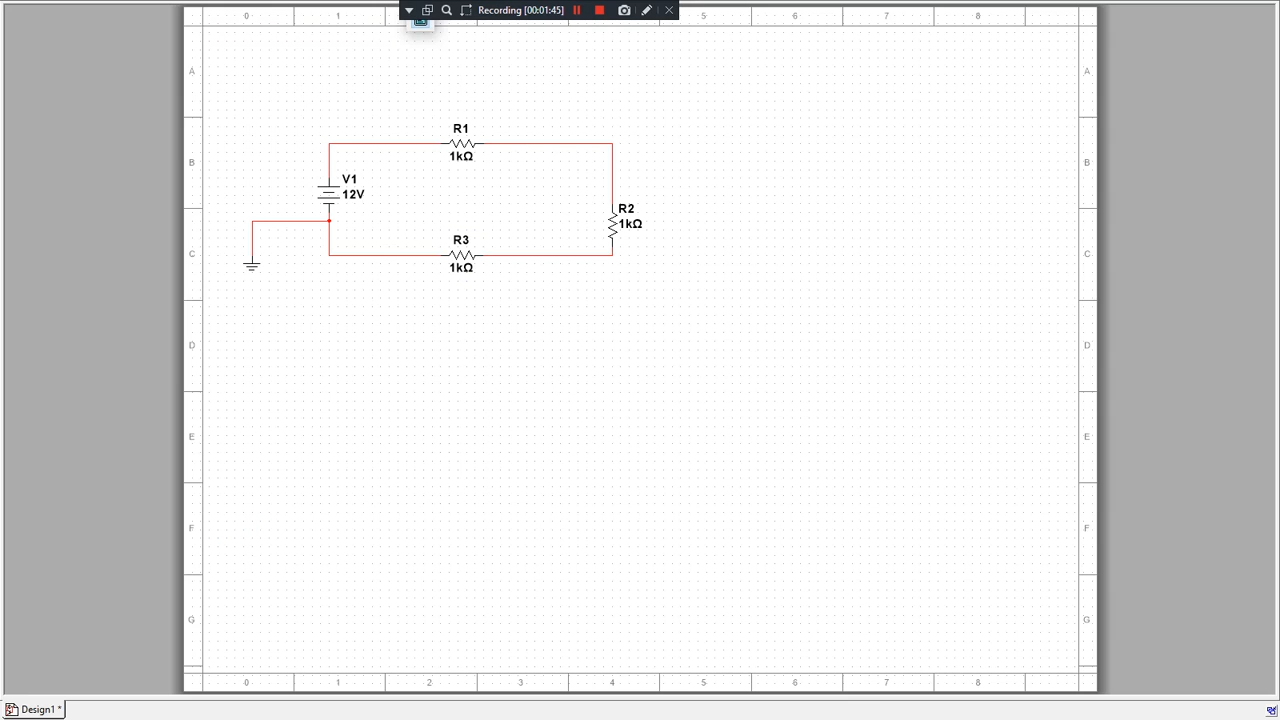 Recording [00:01:45]
0 1 5 6 7 8
A A
R1
1kΩ
B B
V1
12V
R2
1kΩ
R3
1kΩ
C C
D D
E E
F F
G G
0 1 2 3 4 5 6 7 8
Design1 *